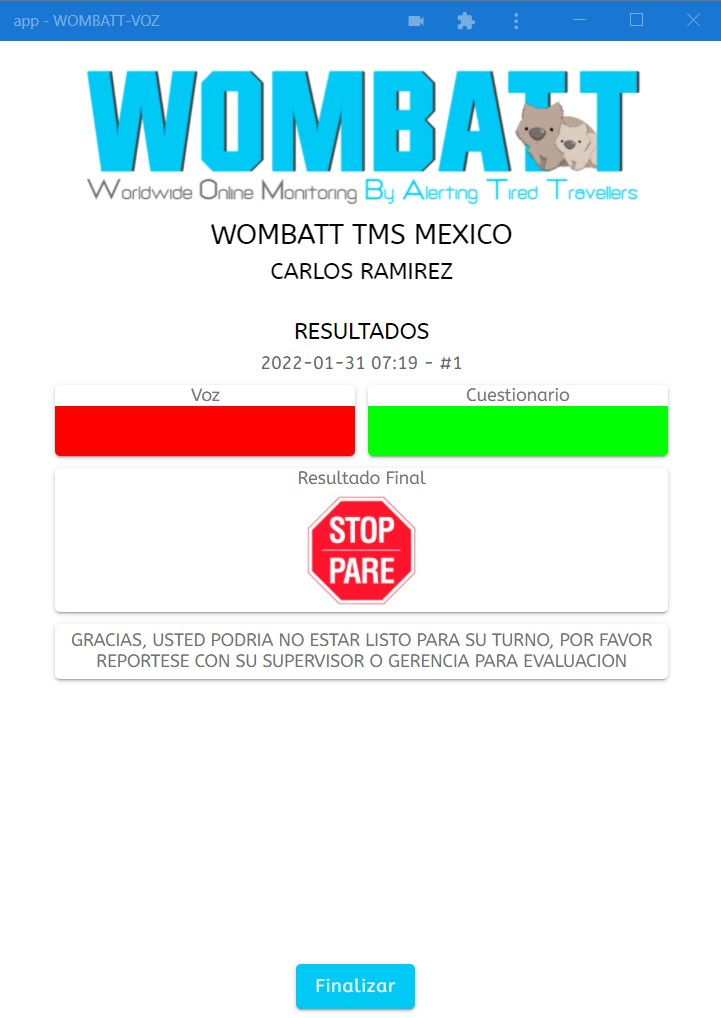 app - WOMBATT-VOZ
WOMBATT
Worldwide Online Monitoring By Alerting Tired Travellers
WOMBATT TMS MEXICO
CARLOS RAMIREZ
RESULTADOS
2022-01-31 07:19 - #1
Voz
Cuestionario
Resultado Final
STOP
PARE
GRACIAS, USTED PODRIA NO ESTAR LISTO PARA SU TURNO, POR FAVOR
REPORTESE CON SU SUPERVISOR O GERENCIA PARA EVALUACION
Finalizar